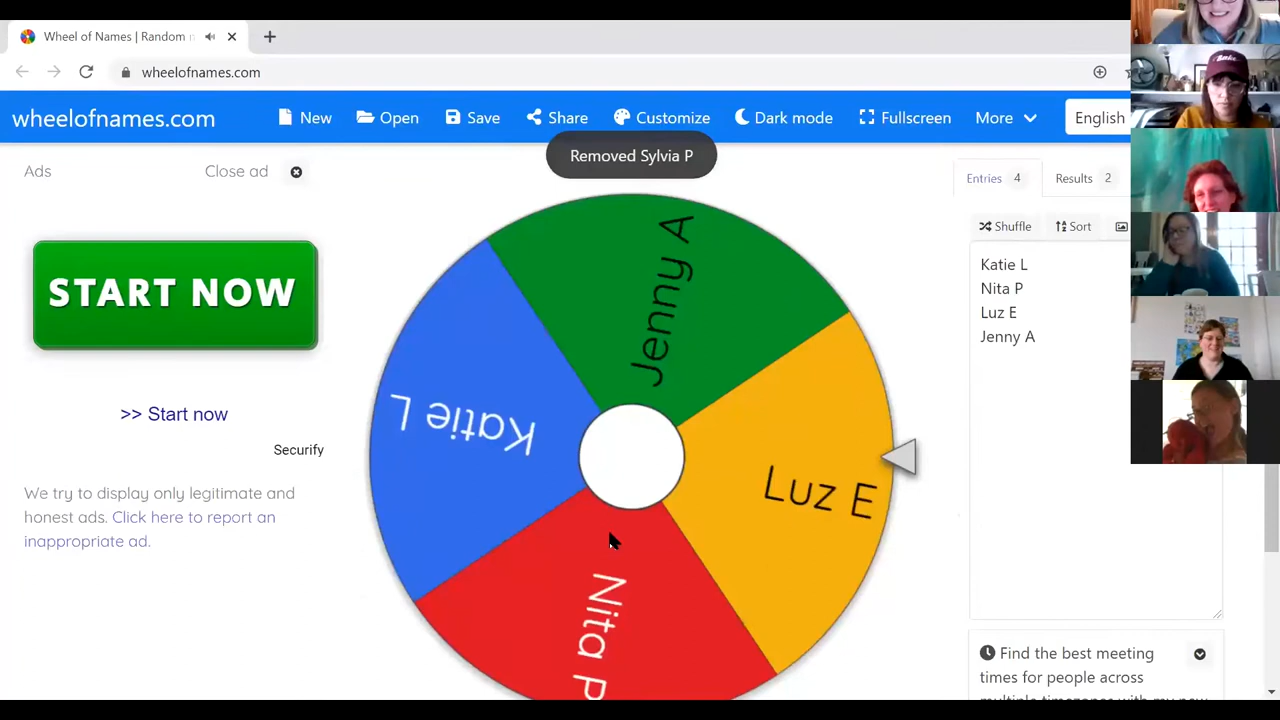 Wheel of Names | Random
wheelofnames.com
wheelofnames.com
New
Open
Save
Share
Customize
Dark mode
Fullscreen
More
English
Removed Sylvia P
Ads
Close ad
START NOW
>> Start now
Securify
We try to display only legitimate and
honest ads. Click here to report an
inappropriate ad.
Jenny A
Katie L
Luz E
Nita P
Entries 4
Results 2
Shuffle
Sort
Katie L
Nita P
Luz E
Jenny A
Find the best meeting
times for people across